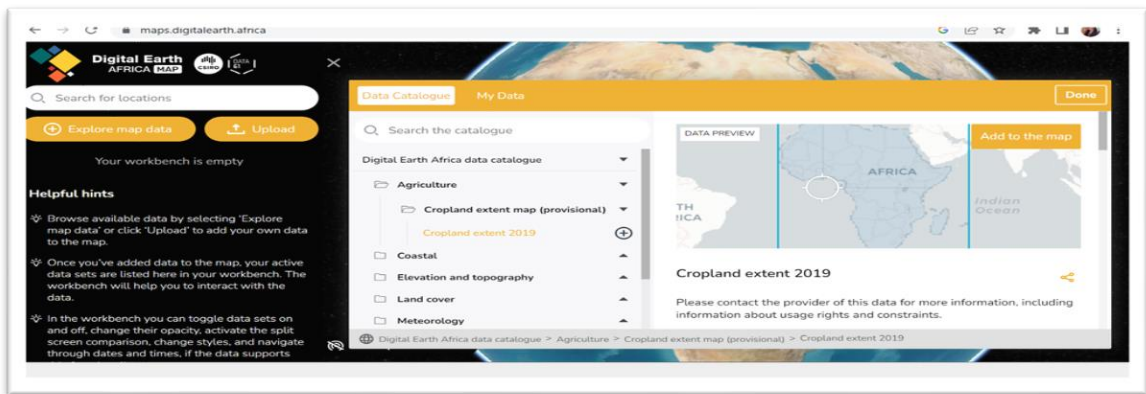 maps.digitalearth.africa
Digital Earth
AFRICA MAP
CSIRO
DATA
Search for locations
Explore map data
Upload
Your workbench is empty
Helpful hints
Browse available data by selecting 'Explore
map data' or click 'Upload' to add your own data
to the map.
Once you've added data to the map, your active
data sets are listed here in your workbench. The
workbench will help you to interact with the
data.
In the workbench you can toggle data sets on
and off, change their opacity, activate the split
screen comparison, change styles, and navigate
through dates and times, if the data supports
Data Catalogue
My Data
Done
Search the catalogue
Digital Earth Africa data catalogue
Agriculture
Cropland extent map (provisional)
Cropland extent 2019
Coastal
Elevation and topography
Land cover
Meteorology
DATA PREVIEW
Add to the map
AFRICA
TH
RICA
Indian
Ocean
Cropland extent 2019
Please contact the provider of this data for more information, including
information about usage rights and constraints.
Digital Earth Africa data catalogue > Agriculture > Cropland extent map (provisional) > Cropland extent 2019